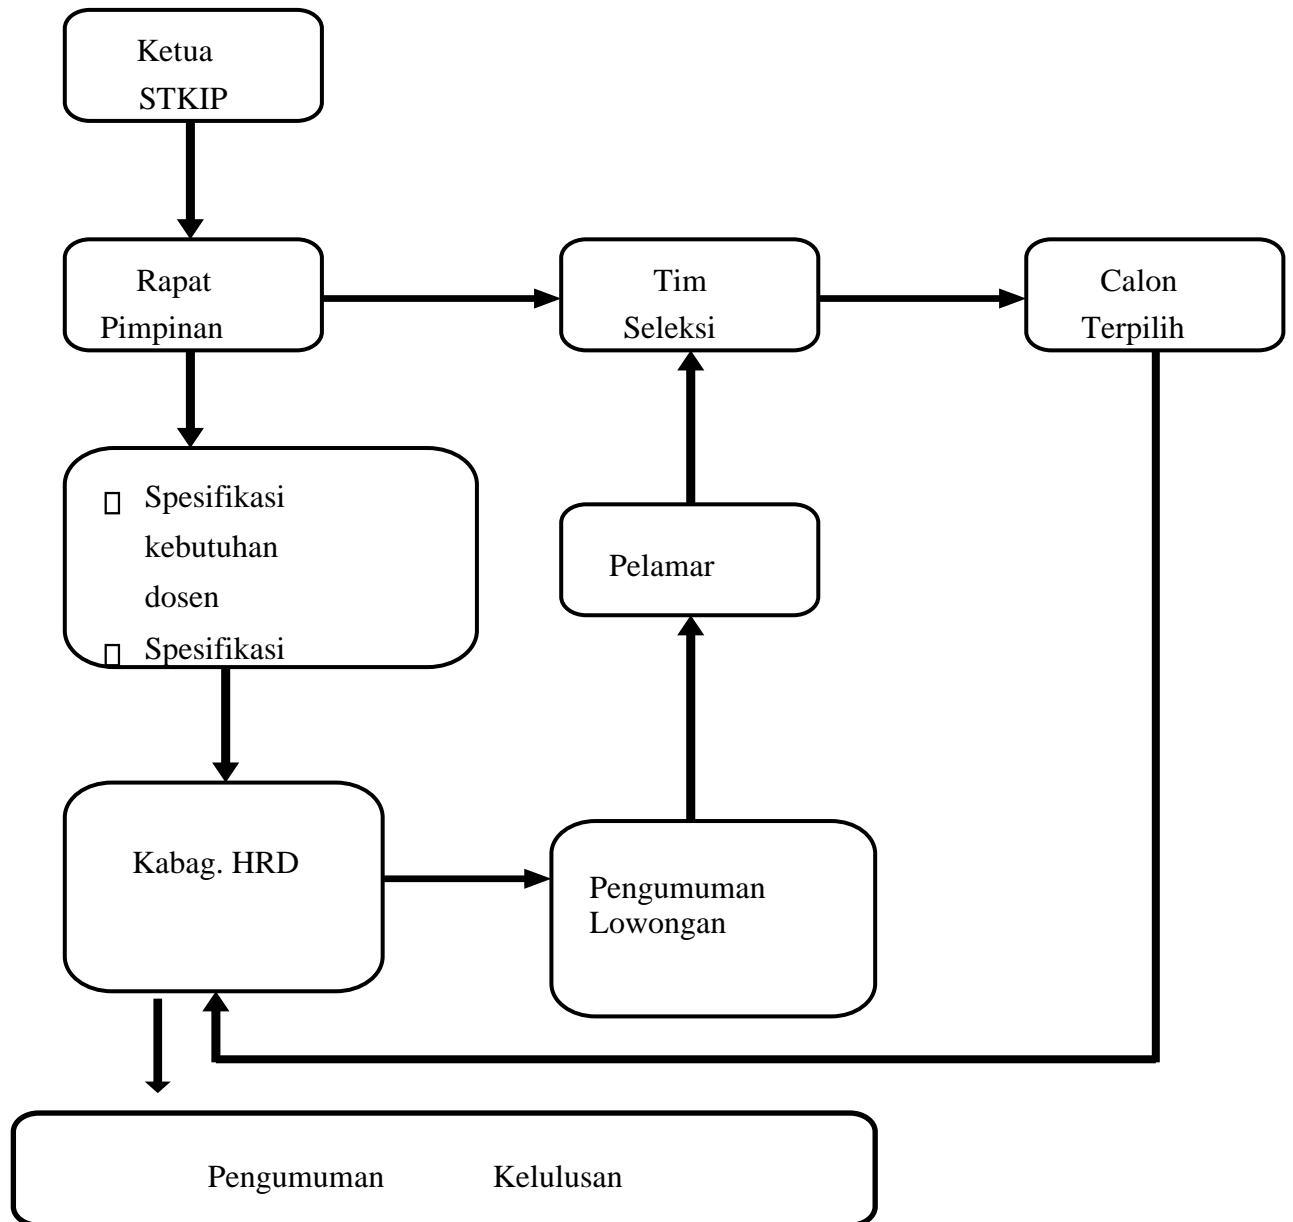 Ketua
STKIP
Rapat
Pimpinan
Tim
Seleksi
Calon
Terpilih
Spesifikasi
kebutuhan
dosen
Spesifikasi
Pelamar
Kabag. HRD
Pengumuman
Lowongan
Pengumuman Kelulusan